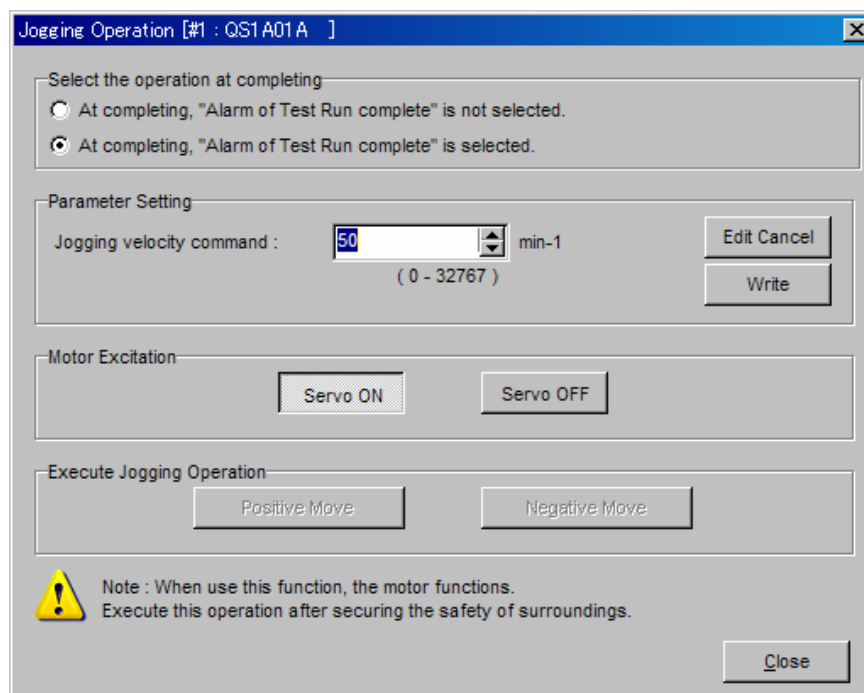 Jogging Operation [#1 : QS1A01A   ]
Select the operation at completing
At completing, "Alarm of Test Run complete" is not selected.
At completing, "Alarm of Test Run complete" is selected.
Parameter Setting
Jogging velocity command : 50 min-1 Edit Cancel
( 0 - 32767 )
Write
Motor Excitation
Servo ON Servo OFF
Execute Jogging Operation
Positive Move Negative Move
Note : When use this function, the motor functions.
Execute this operation after securing the safety of surroundings.
Close